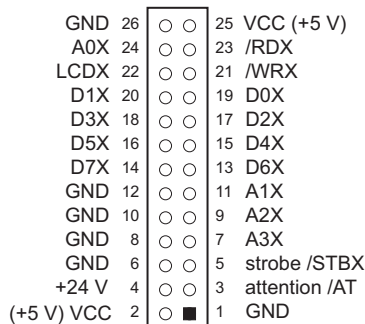 GND 26 25 VCC (+5 V)
A0X 24 23 /RDX
LCDX 22 21 /WRX
D1X 20 19 D0X
D3X 18 17 D2X
D5X 16 15 D4X
D7X 14 13 D6X
GND 12 11 A1X
GND 10 9 A2X
GND 8 7 A3X
GND 6 5 strobe /STBX
+24 V 4 3 attention /AT
(+5 V) VCC 2 1 GND